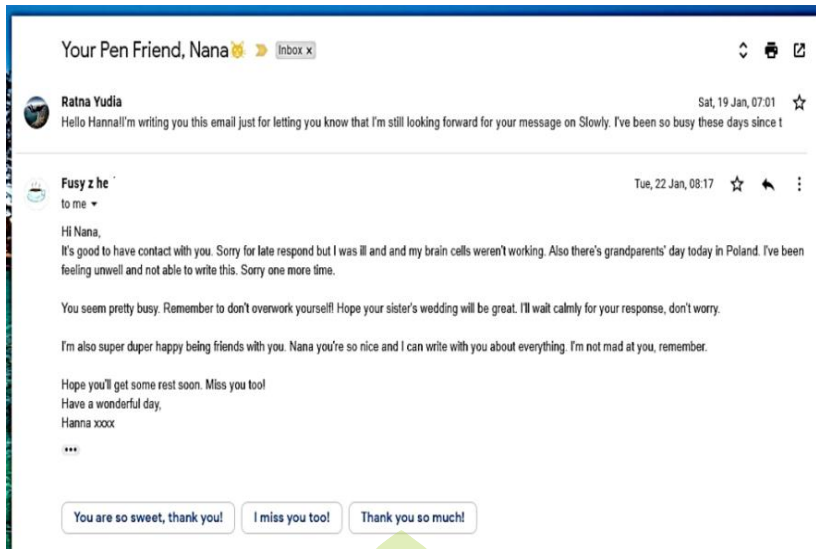 Your Pen Friend, Nana
Inbox x
Ratna Yudia
Sat, 19 Jan, 07:01
Hello Hanna!I'm writing you this email just for letting you know that I'm still looking forward for your message on Slowly. I've been so busy these days since t
Fusy z he
Tue, 22 Jan, 08:17
to me
Hi Nana,
It's good to have contact with you. Sorry for late respond but I was ill and and my brain cells weren't working. Also there's grandparents' day today in Poland. I've been
feeling unwell and not able to write this. Sorry one more time.
You seem pretty busy. Remember to don't overwork yourself! Hope your sister's wedding will be great. I'll wait calmly for your response, don't worry.
I'm also super duper happy being friends with you. Nana you're so nice and I can write with you about everything. I'm not mad at you, remember.
Hope you'll get some rest soon. Miss you too!
Have a wonderful day,
Hanna xxxx
You are so sweet, thank you!
I miss you too!
Thank you so much!